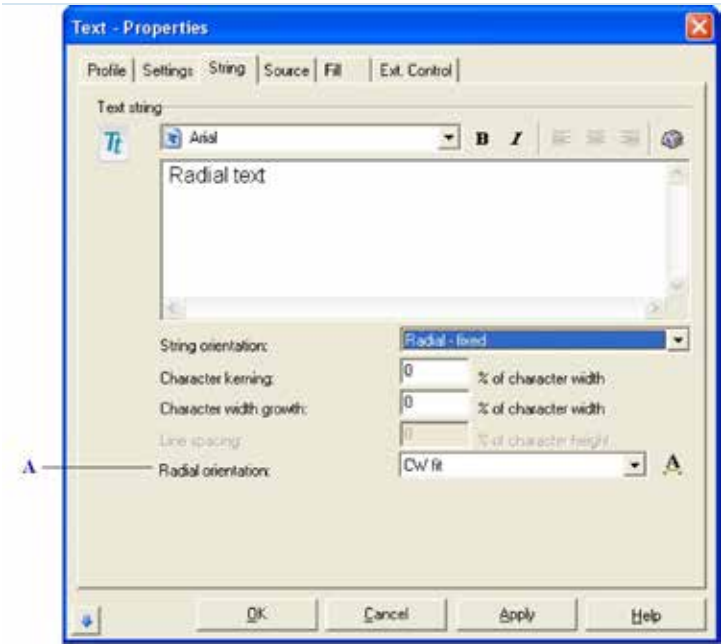 Text - Properties
Profile Settings String Source Fill Ext. Control
Text string
Tt Arial B I
Radial text
String orientation: Radial - fixed
Character kerning: 0 % of character width
Character width growth: 0 % of character width
Line spacing: 0 % of character height
A Radial orientation: CW fit A
OK Cancel Apply Help